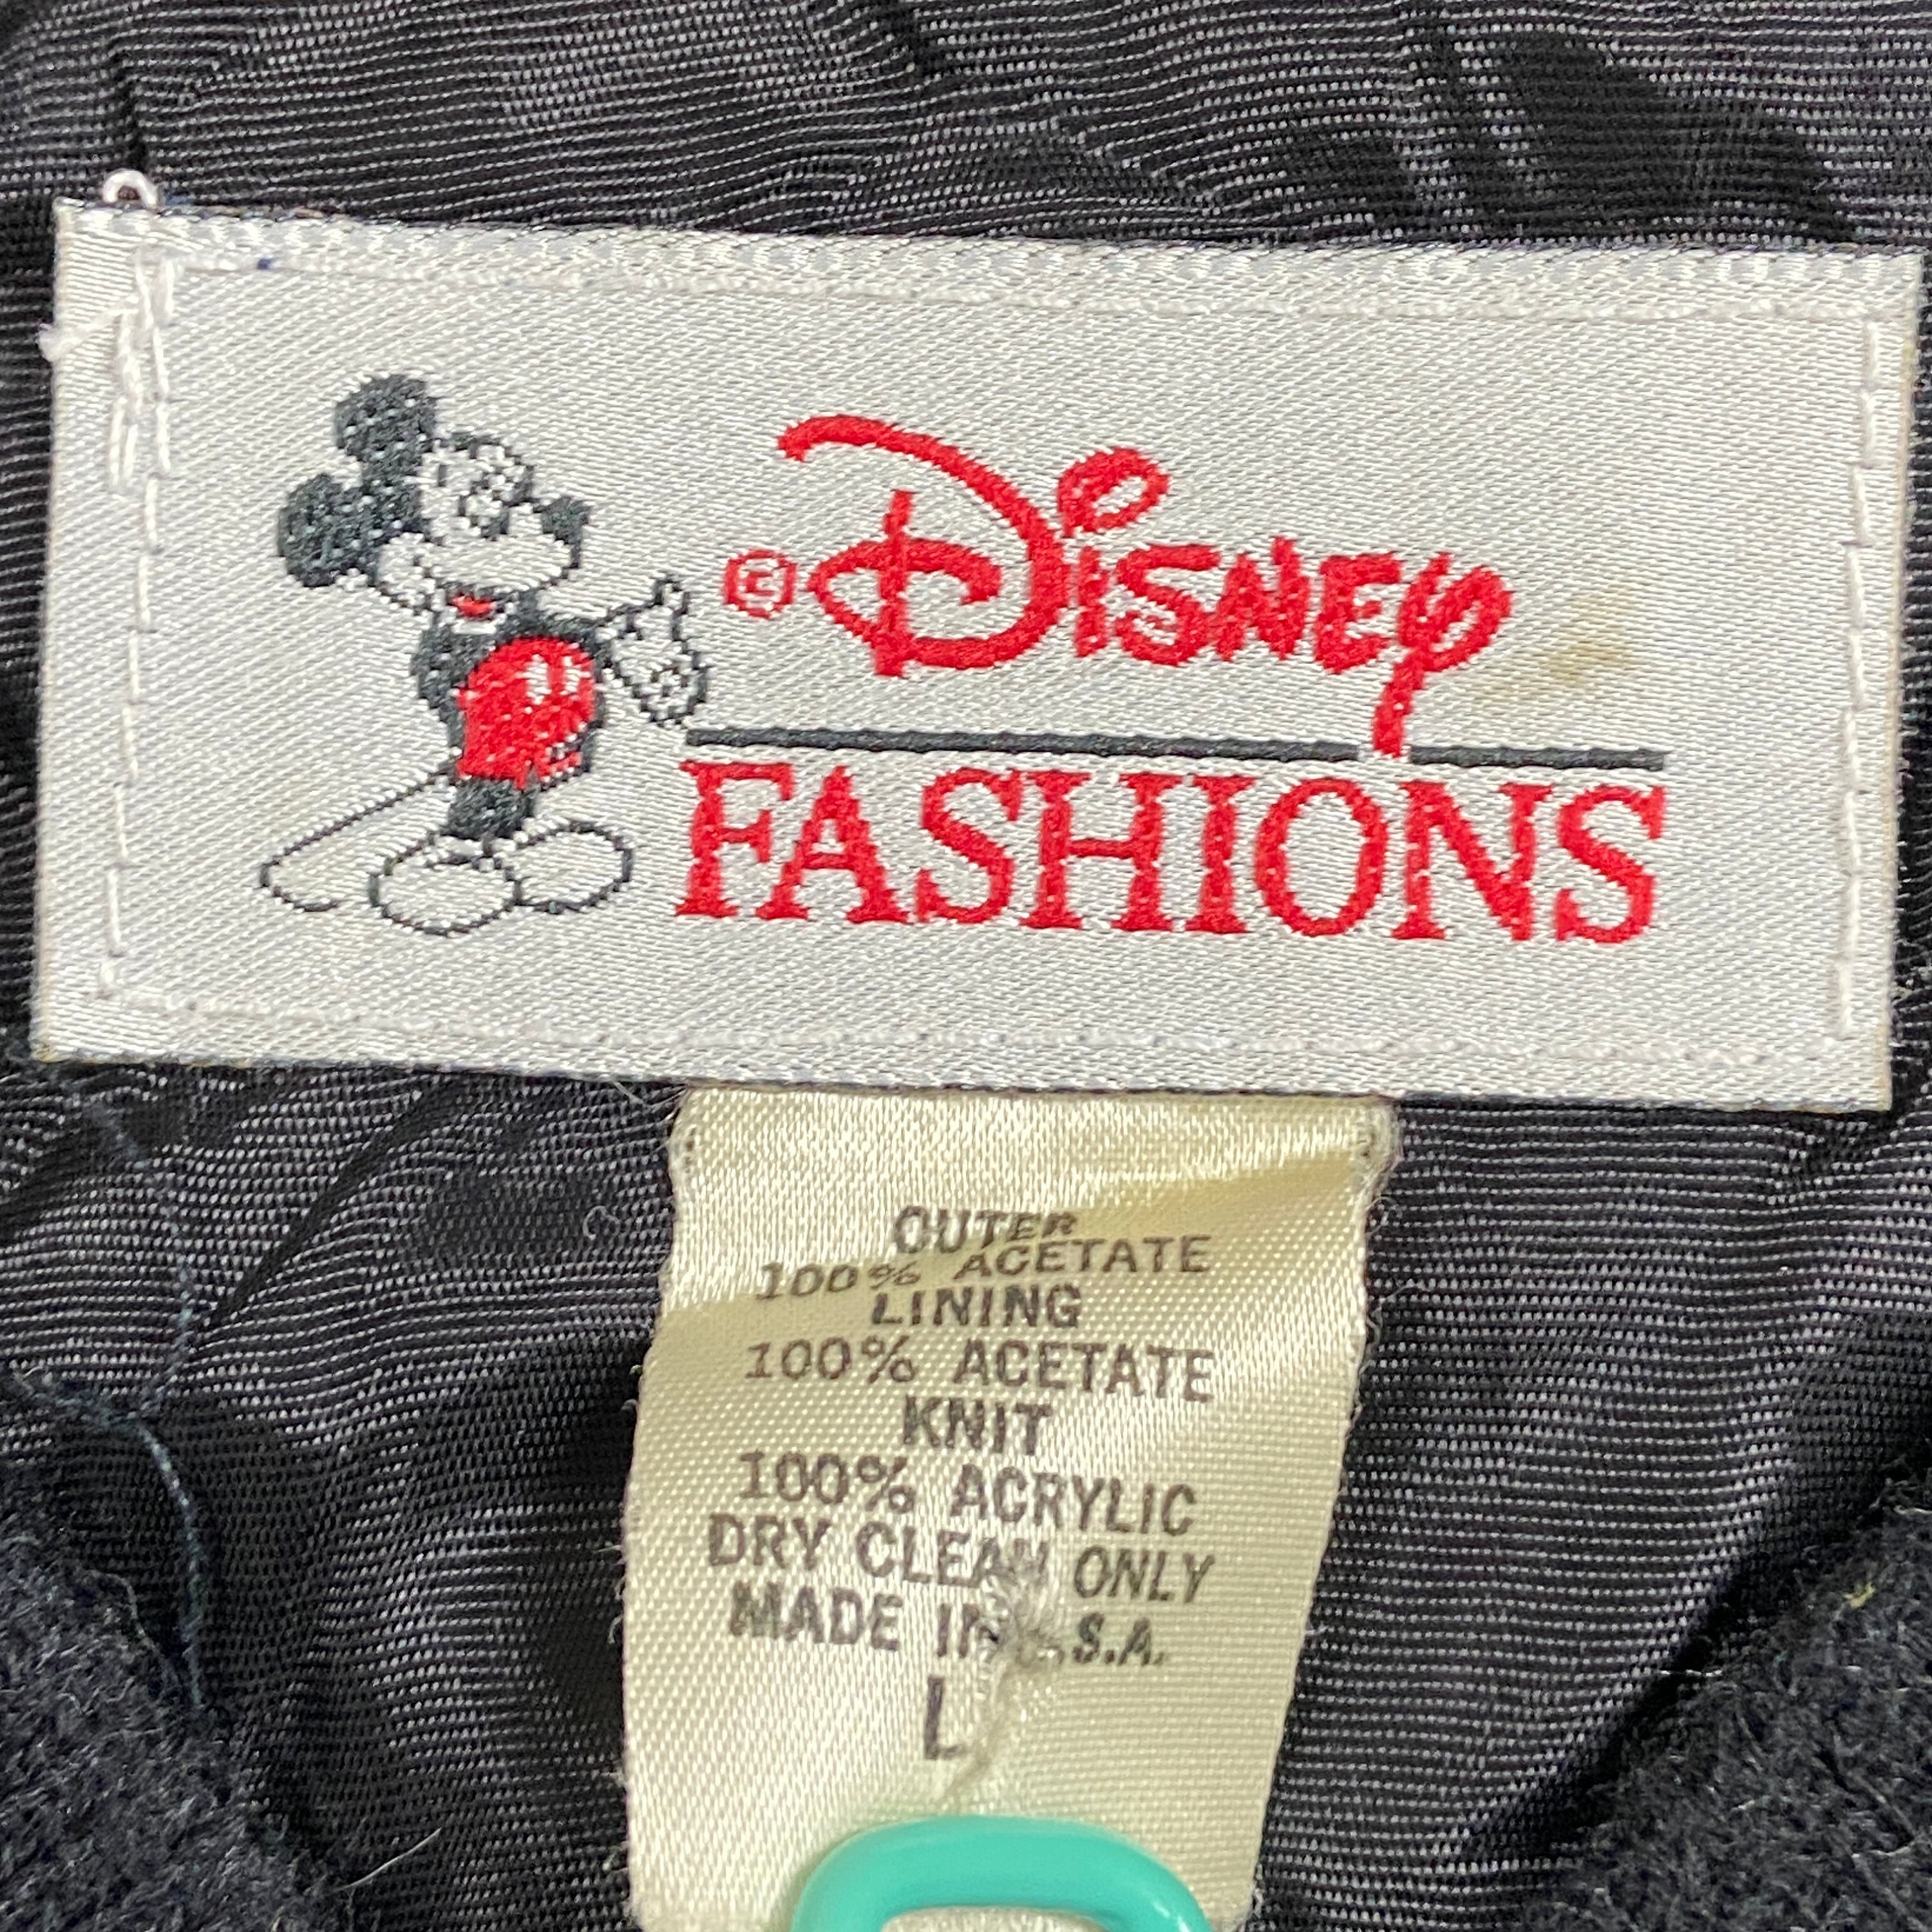 © Disney
FASHIONS
OUTER
100% ACETATE
LINING
100% ACETATE
KNIT
100% ACRYLIC
DRY CLEAN ONLY
MADE IN U.S.A.
L